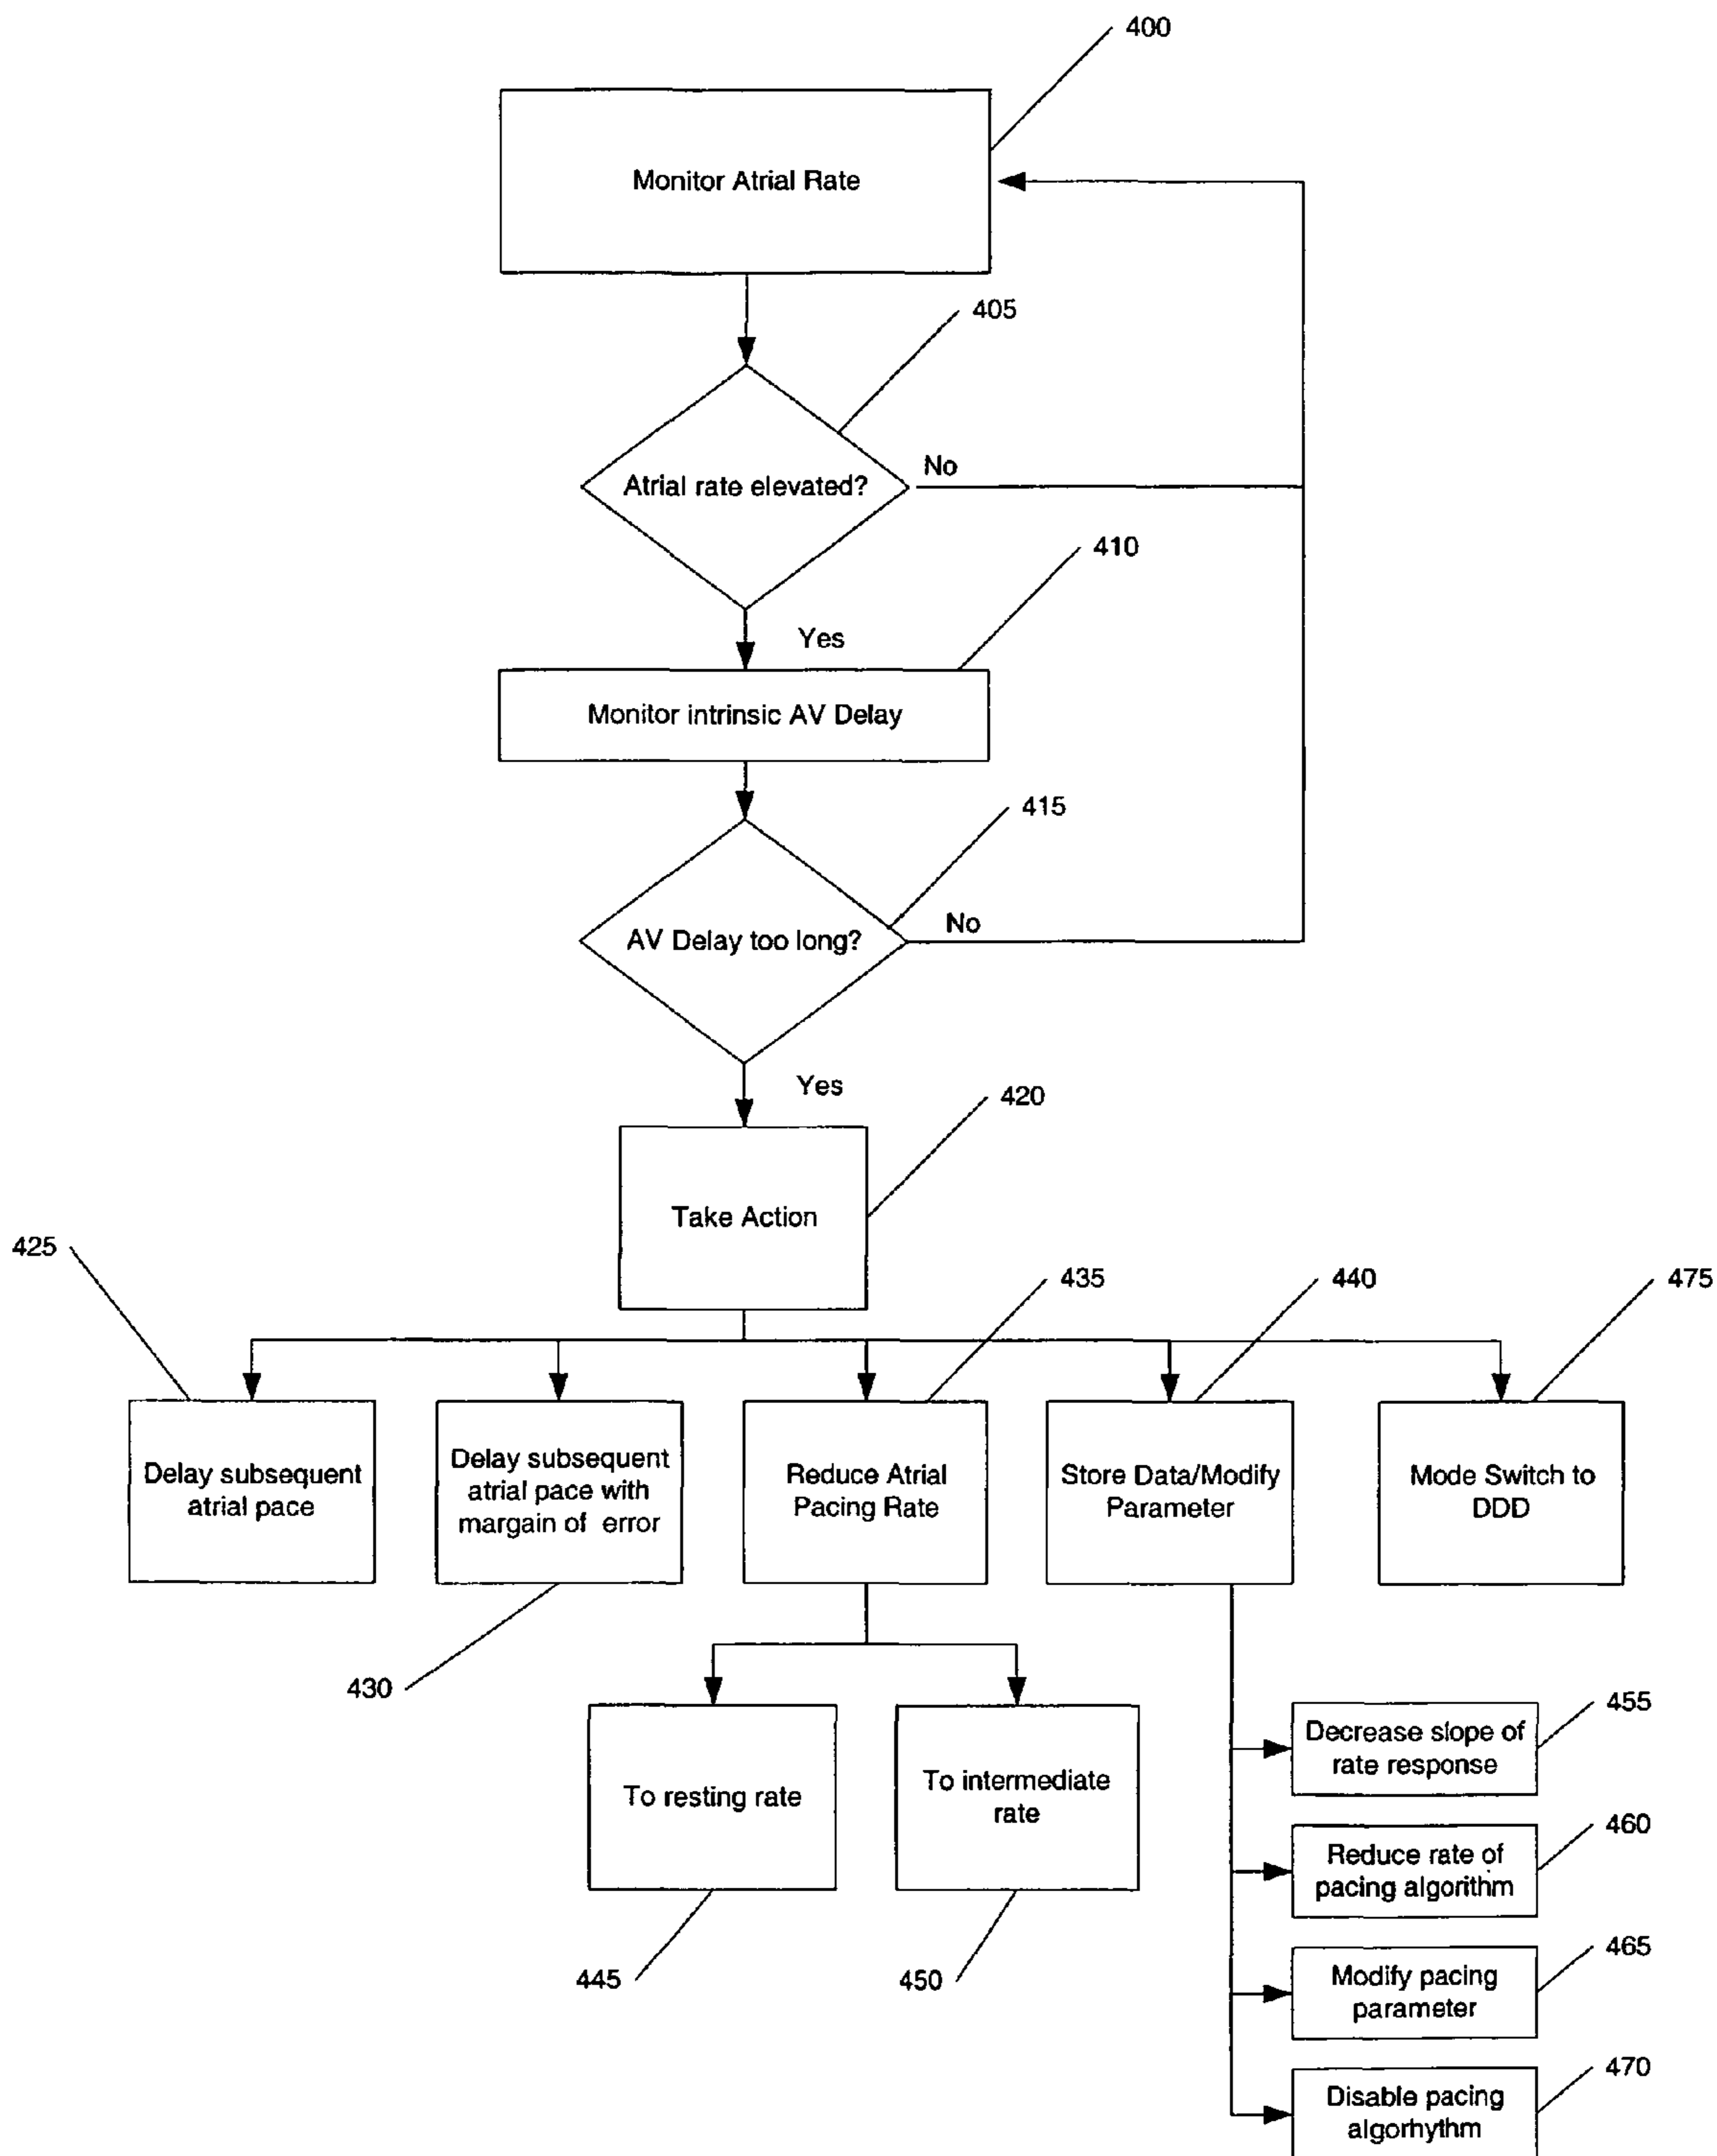 400
Monitor Atrial Rate
405
Atrial rate elevated?
No
410
Yes
Monitor intrinsic AV Delay
415
AV Delay too long?
No
Yes
420
Take Action
425
435
440
475
Delay subsequent
atrial pace
Delay subsequent
atrial pace with
margain of error
Reduce Atrial
Pacing Rate
Store Data/Modify
Parameter
Mode Switch to
DDD
430
455
Decrease slope of
rate response
To resting rate
To intermediate
rate
460
Reduce rate of
pacing algorithm
445
450
465
Modify pacing
parameter
470
Disable pacing
algorhythm